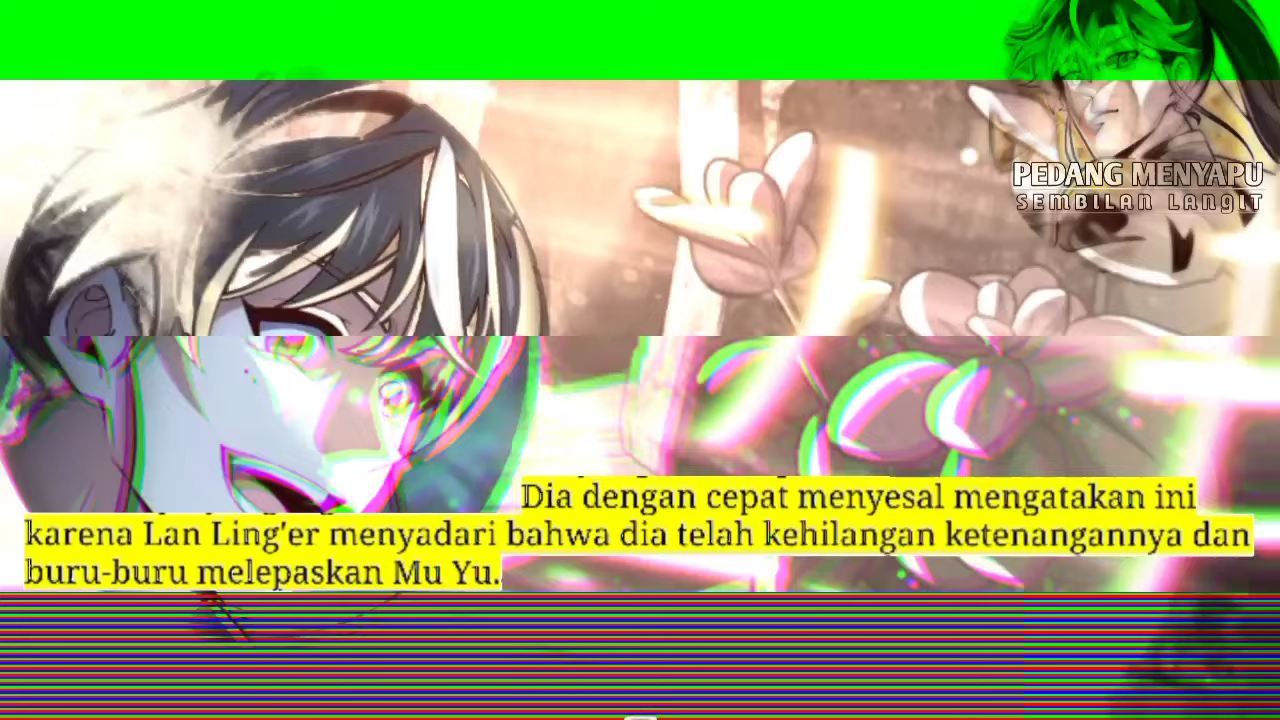 PEDANG MENYAPU
SEMBILAN LANGIT
Dia dengan cepat menyesal mengatakan ini
karena Lan Ling'er menyadari bahwa dia telah kehilangan ketenangannya dan
buru-buru melepaskan Mu Yu.